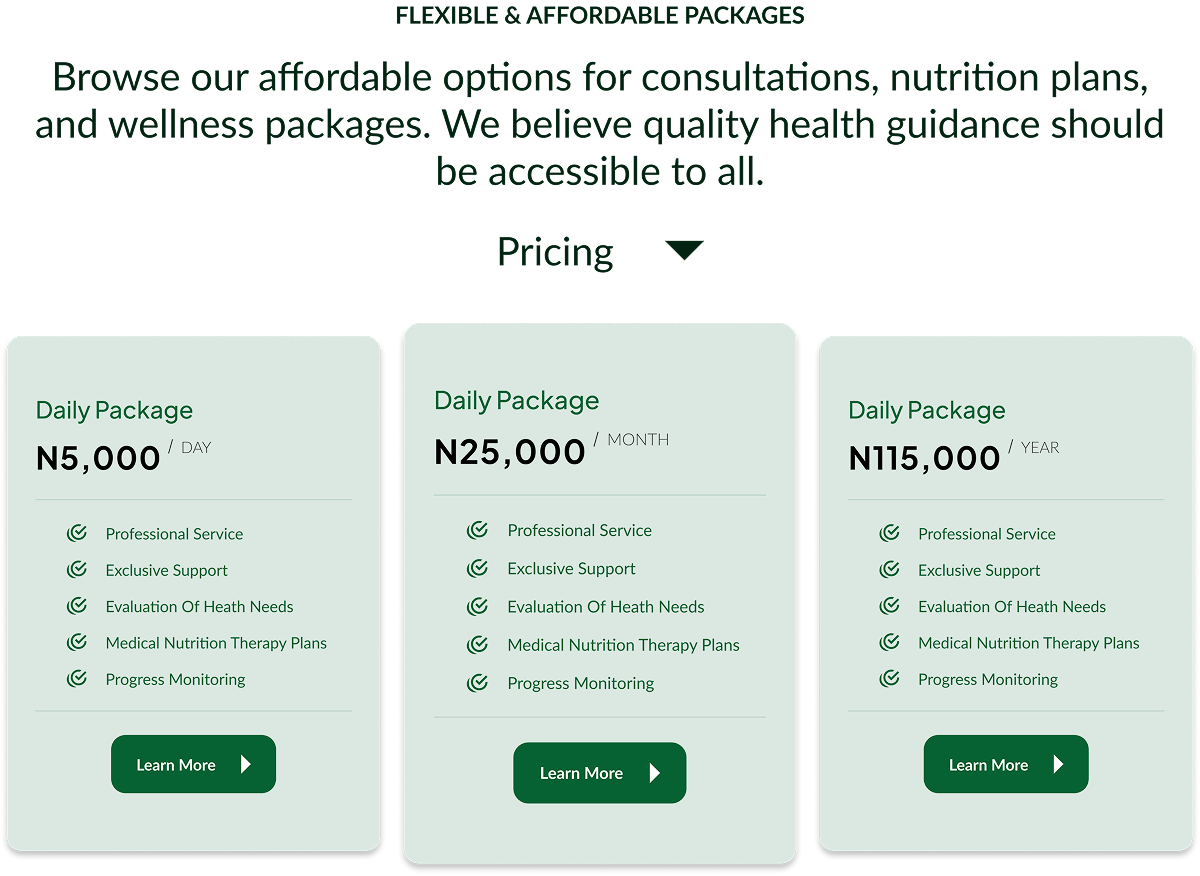 FLEXIBLE & AFFORDABLE PACKAGES
Browse our affordable options for consultations, nutrition plans,
and wellness packages. We believe quality health guidance should
be accessible to all.
Pricing
Daily Package
N5,000 / DAY
Professional Service
Exclusive Support
Evaluation Of Heath Needs
Medical Nutrition Therapy Plans
Progress Monitoring
Learn More
Daily Package
N25,000 / MONTH
Professional Service
Exclusive Support
Evaluation Of Heath Needs
Medical Nutrition Therapy Plans
Progress Monitoring
Learn More
Daily Package
N115,000 / YEAR
Professional Service
Exclusive Support
Evaluation Of Heath Needs
Medical Nutrition Therapy Plans
Progress Monitoring
Learn More